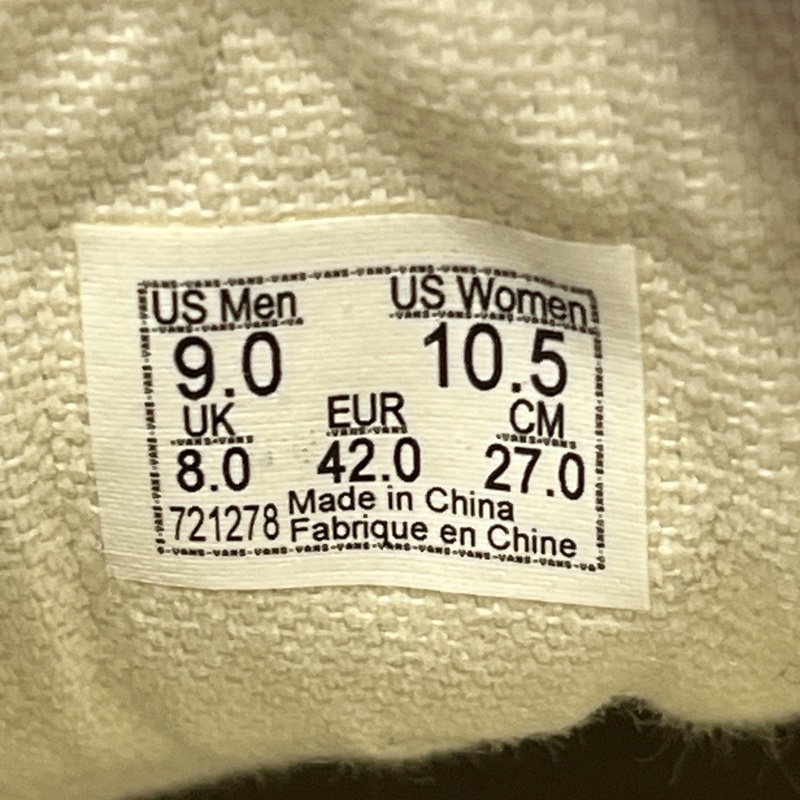 US Men US Women
9.0 10.5
UK EUR CM
8.0 42.0 27.0
721278 Made in China
Fabrique en Chine